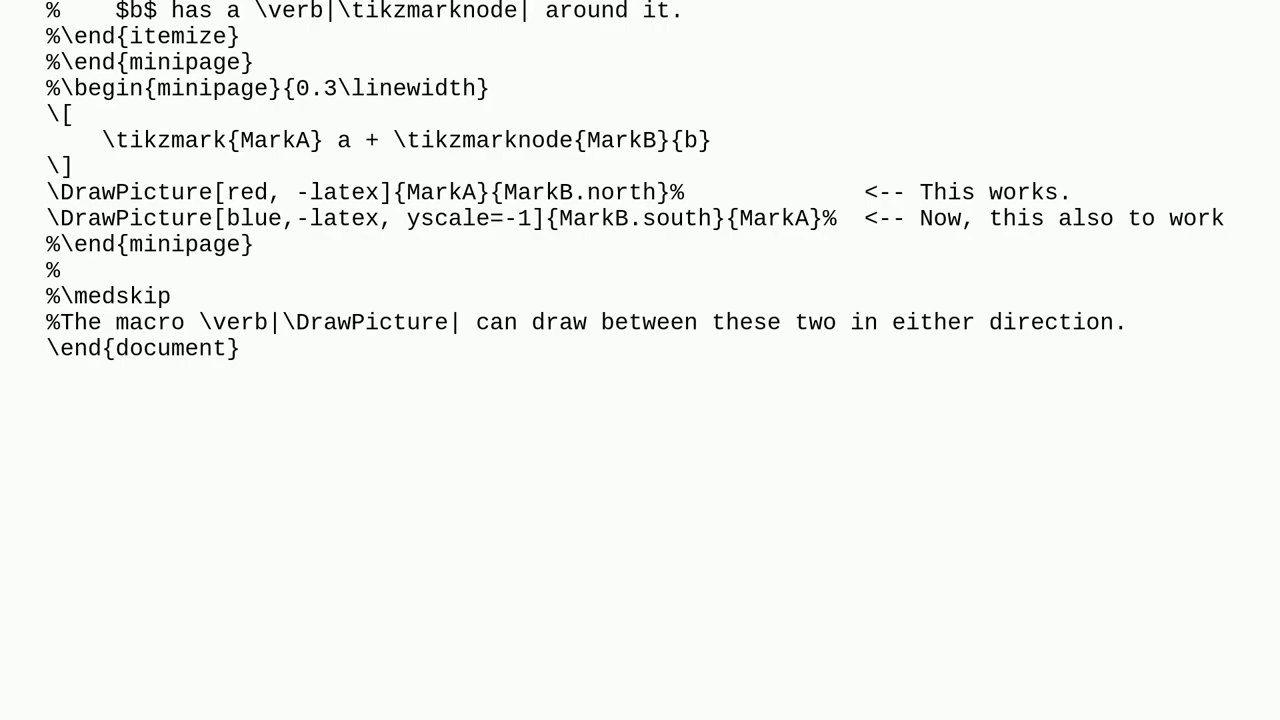 %    $b$ has a \verb|\tikzmarknode| around it.
%\end{itemize}
%\end{minipage}
%\begin{minipage}{0.3\linewidth}
\[
    \tikzmark{MarkA} a + \tikzmarknode{MarkB}{b}
\]
\DrawPicture[red, -latex]{MarkA}{MarkB.north}%             <-- This works.
\DrawPicture[blue,-latex, yscale=-1]{MarkB.south}{MarkA}%  <-- Now, this also to work
%\end{minipage}
%
%\medskip
%The macro \verb|\DrawPicture| can draw between these two in either direction.
\end{document}